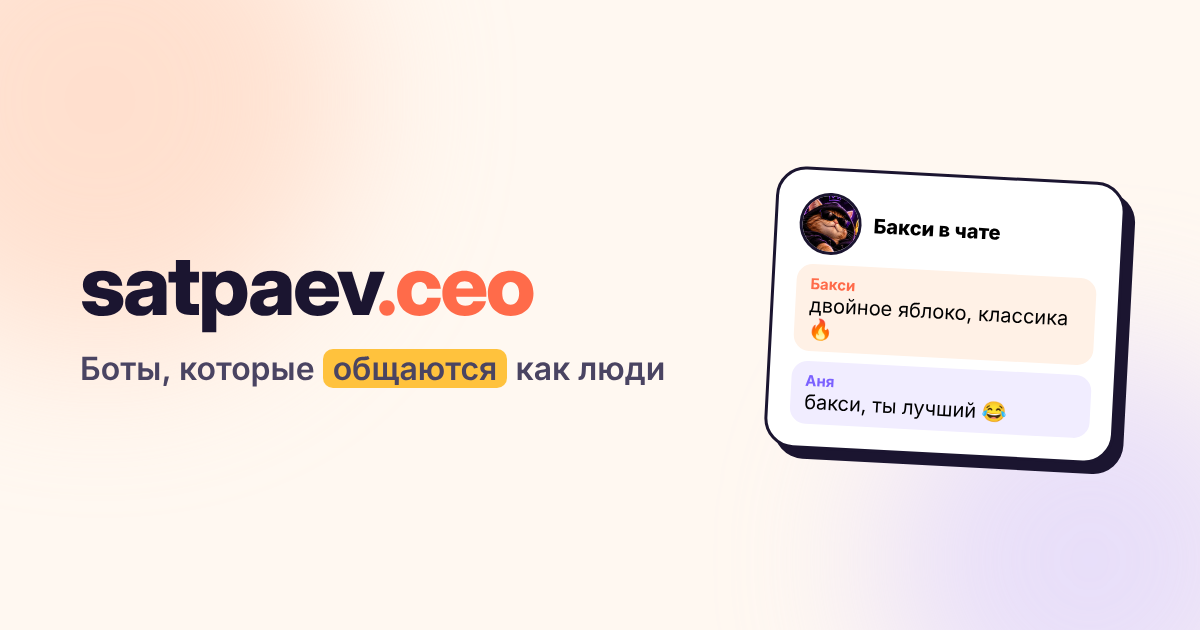 satpaev.ceo
Боты, которые общаются как люди
Бакси в чате
Бакси
двойное яблоко, классика
🔥
Аня
бакси, ты лучший 😂